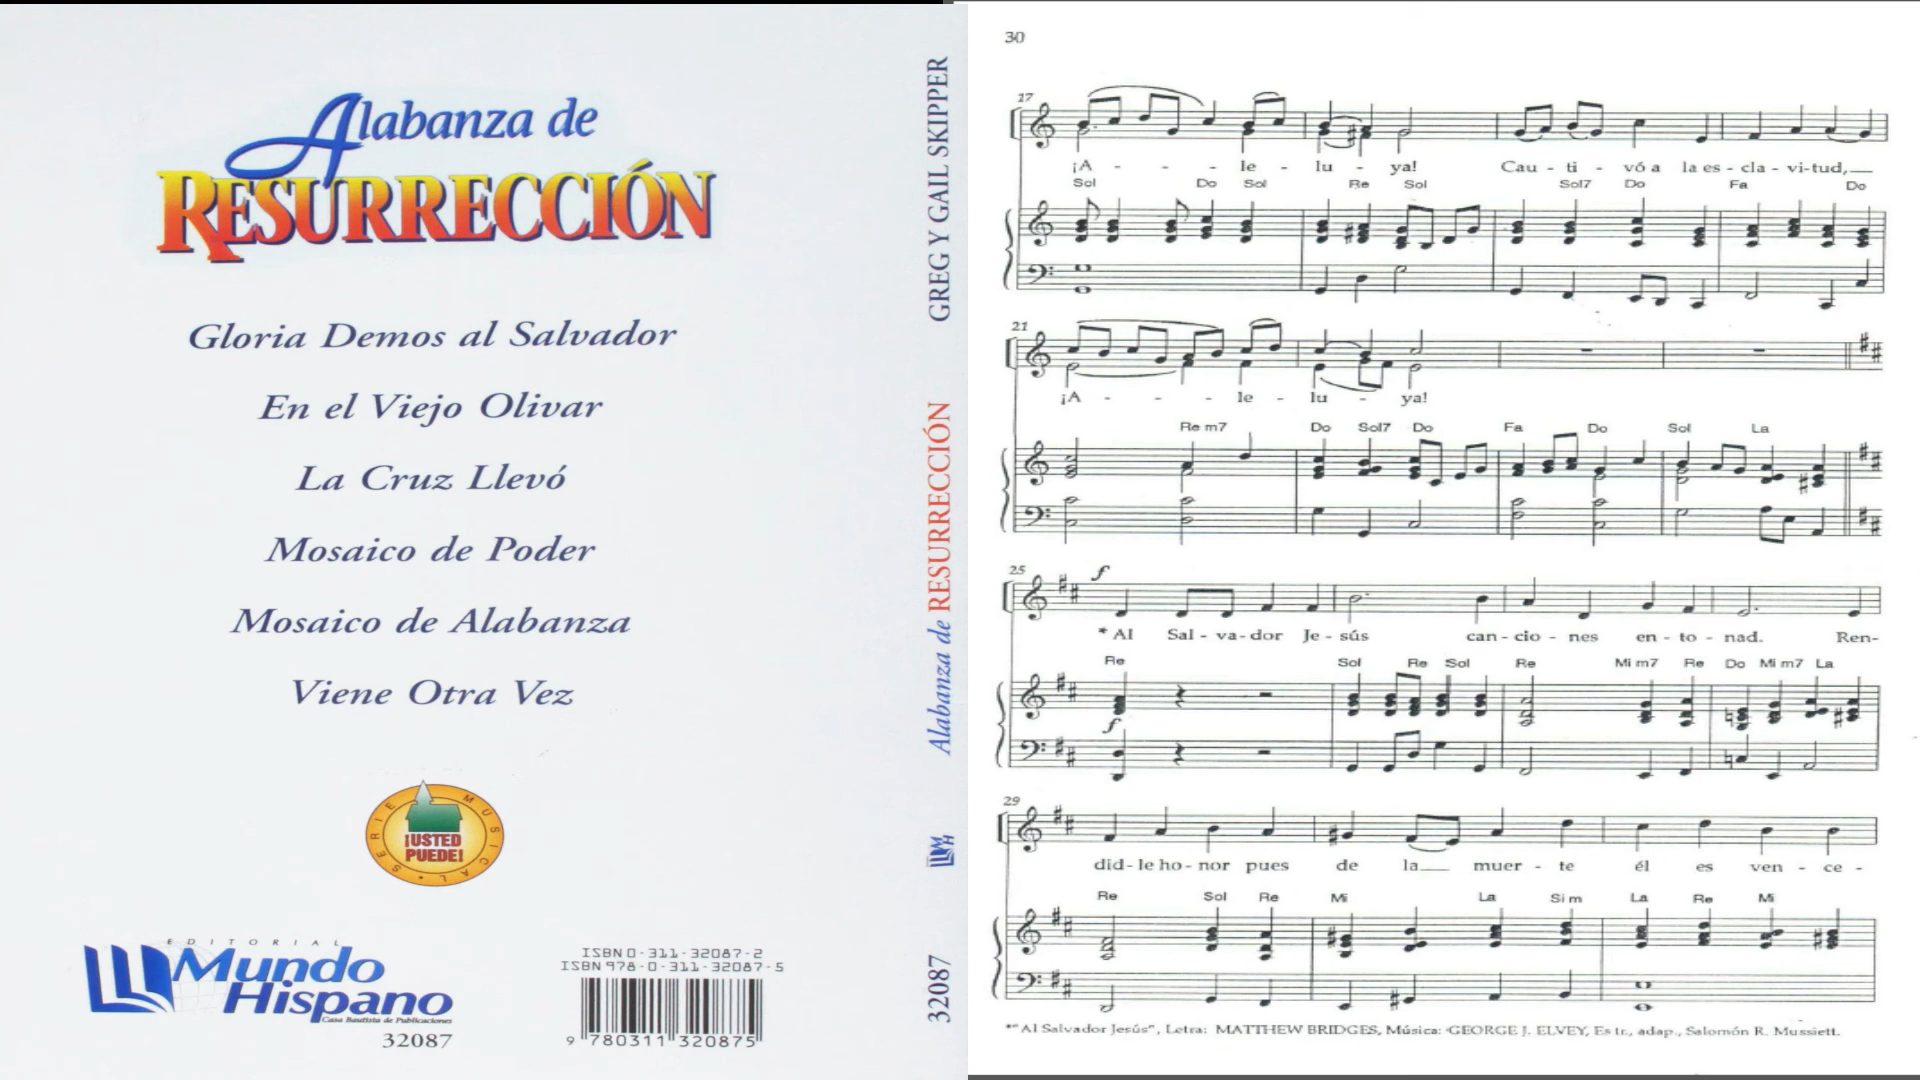 Alabanza de
RESURRECCIÓN
Gloria Demos al Salvador
En el Viejo Olivar
La Cruz Llevó
Mosaico de Poder
Mosaico de Alabanza
Viene Otra Vez
SERIE MUSICAL
¡USTED
PUEDE!
EDITORIAL
Mundo
Hispano
Casa Bautista de Publicaciones
32087
ISBN 0-311-32087-2
ISBN 978-0-311-32087-5
9 780311 320875
GREG Y GAIL SKIPPER
Alabanza de RESURRECCIÓN
MH
32087
30
17
¡A - - - le - lu - ya! Cau - ti - vó a la es - cla - vi - tud,
Sol Do Sol Re Sol Sol7 Do Fa Do
21
¡A - - - le - lu - ya!
Re m7 Do Sol7 Do Fa Do Sol La
25 f
* Al Sal - va - dor Je - sús can - cio - nes en - to - nad. Ren-
Re Sol Re Sol Re Mi m7 Re Do Mi m7 La
f
29
did - le ho - nor pues de la muer - te él es ven - ce -
Re Sol Re Mi La Si m La Re Mi
*"Al Salvador Jesús", Letra: MATTHEW BRIDGES, Música: GEORGE J. ELVEY, Es tr., adap., Salomón R. Mussiett.